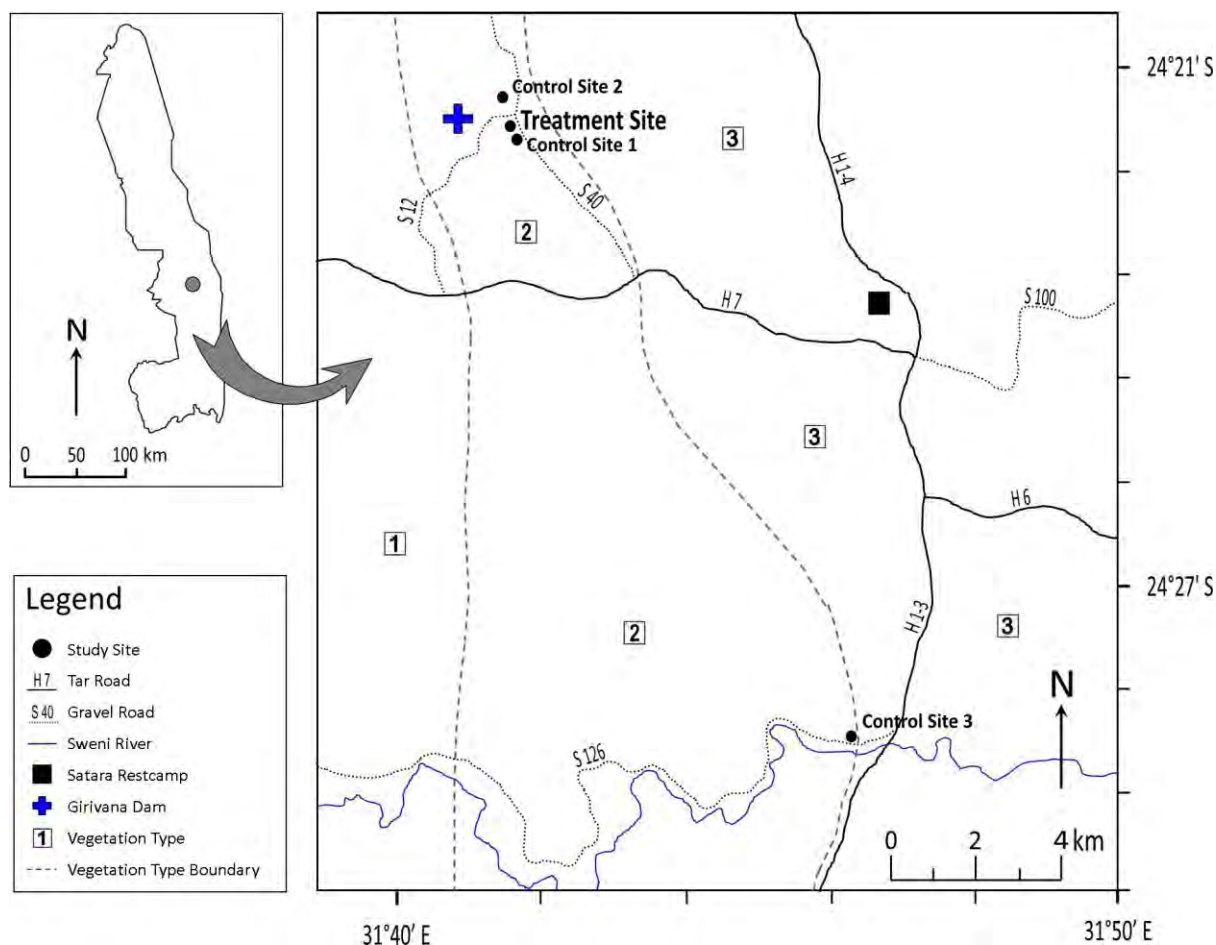 N
0 50 100 km
Legend
Study Site
H 7 Tar Road
S 40 Gravel Road
Sweni River
Satara Restcamp
Girivana Dam
1 Vegetation Type
Vegetation Type Boundary
Control Site 2
Treatment Site
Control Site 1
3
H 1-4
S 12
S 40
2
H 7
S 100
3
H 6
1
2
H 1-3
3
N
Control Site 3
S 126
0 2 4 km
24°21' S
24°27' S
31°40' E
31°50' E